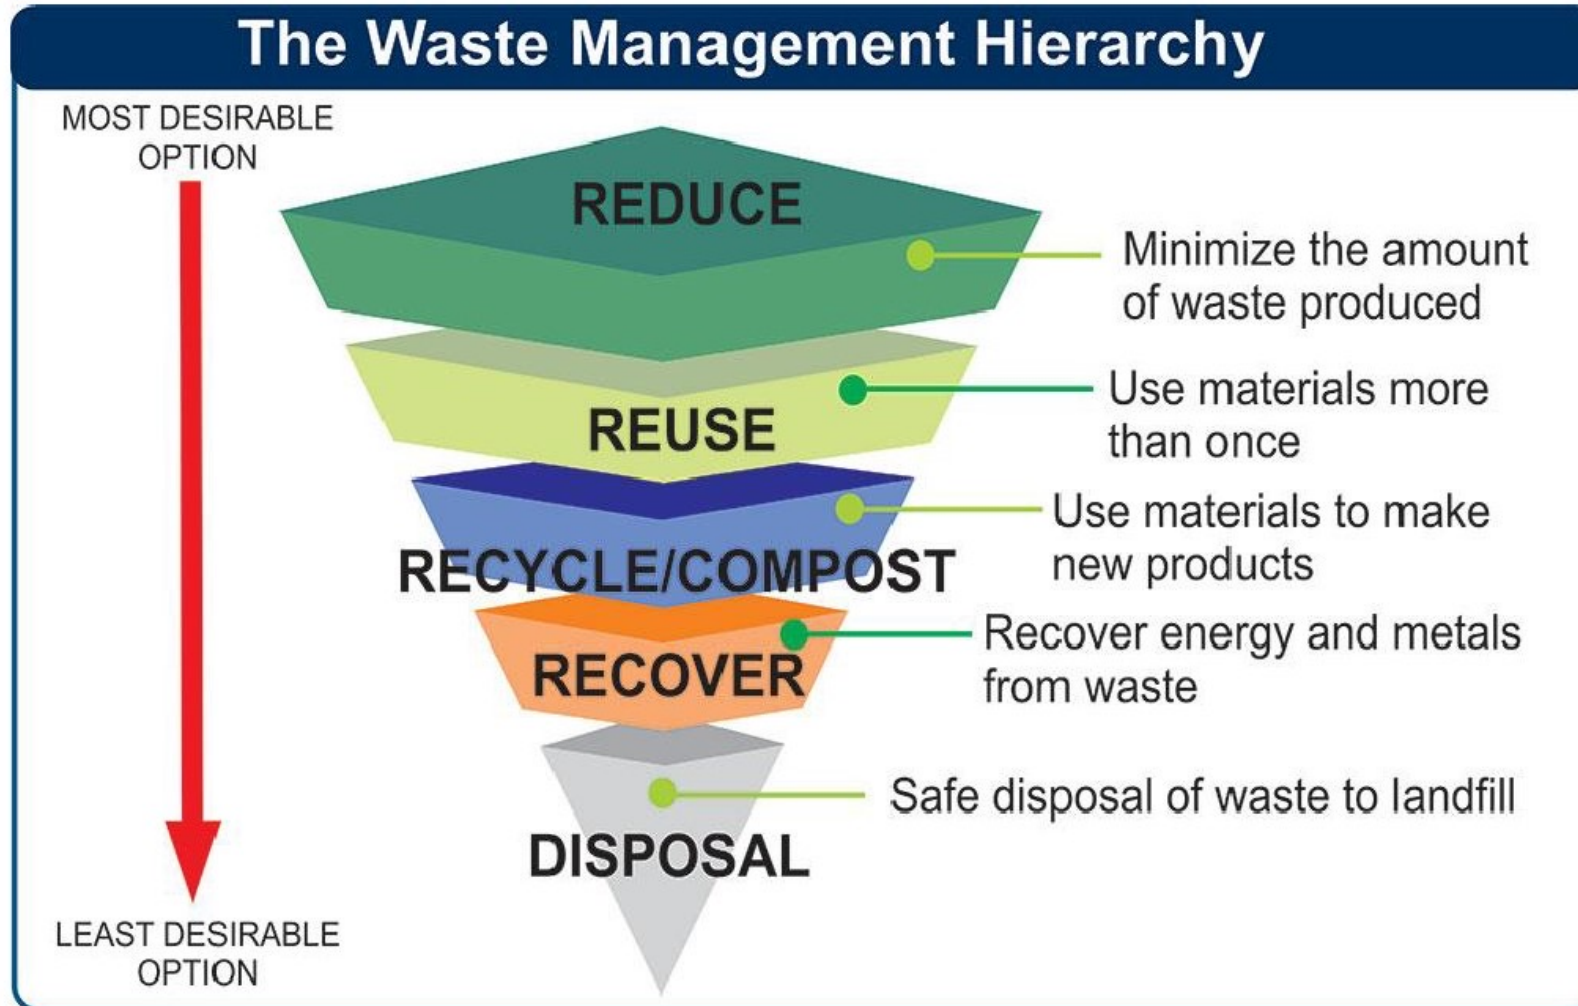 The Waste Management Hierarchy
MOST DESIRABLE
OPTION
REDUCE
Minimize the amount
of waste produced
REUSE
Use materials more
than once
RECYCLE/COMPOST
Use materials to make
new products
RECOVER
Recover energy and metals
from waste
DISPOSAL
Safe disposal of waste to landfill
LEAST DESIRABLE
OPTION